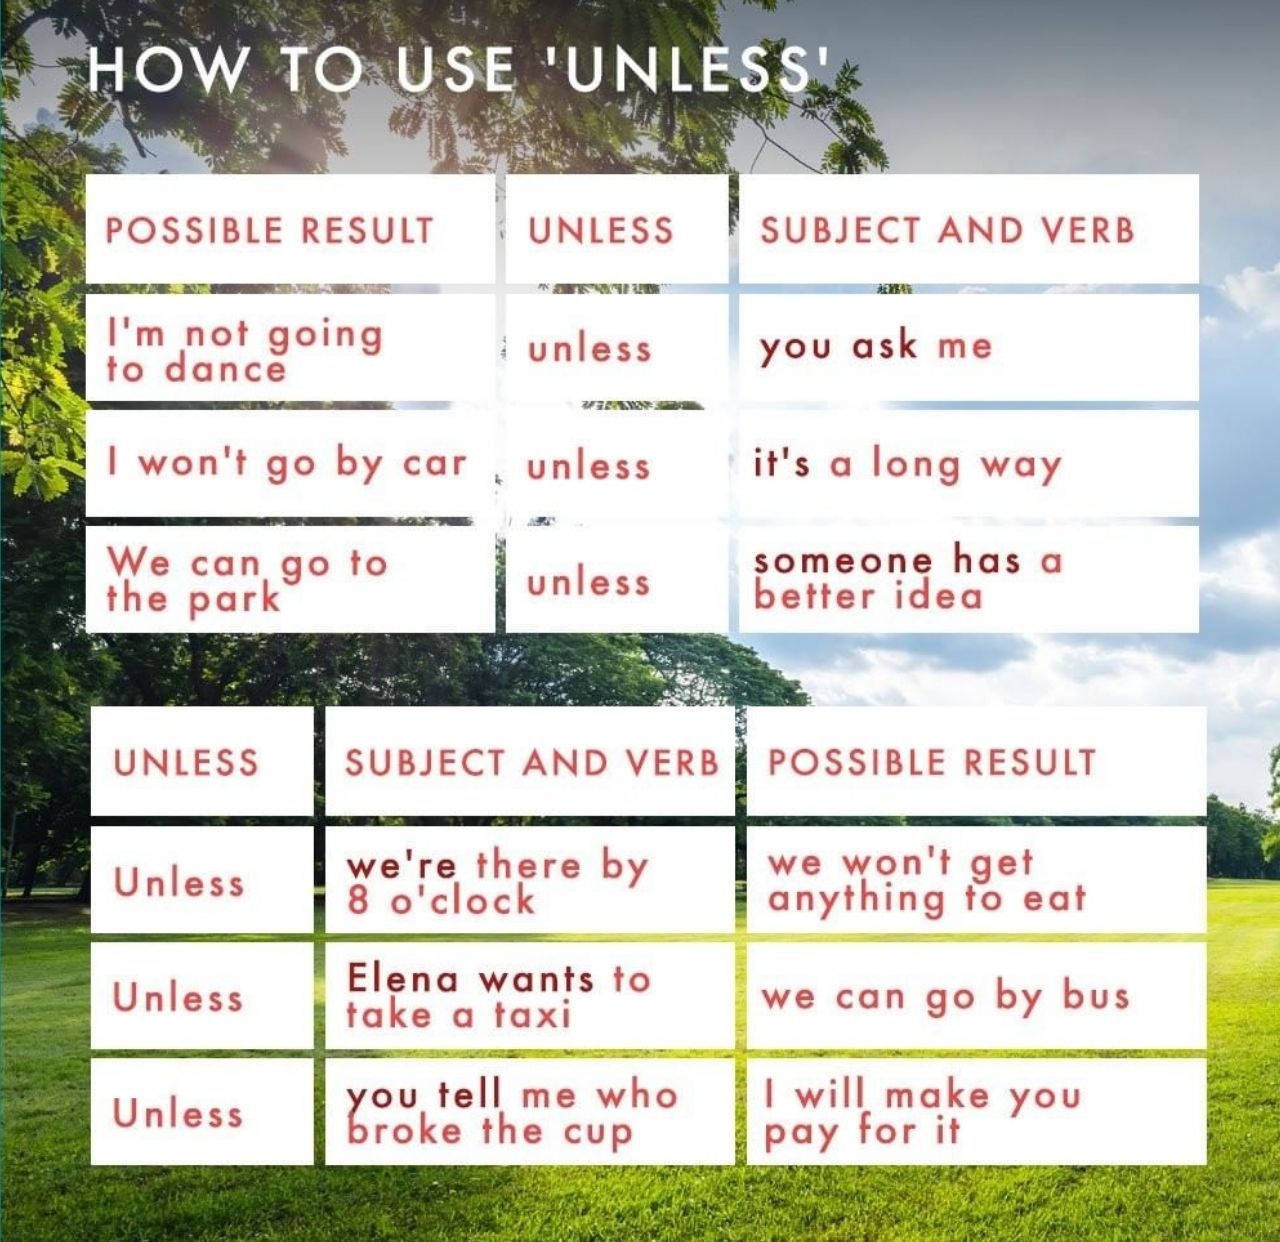 HOW TO USE 'UNLESS'
POSSIBLE RESULT UNLESS SUBJECT AND VERB
I'm not going
to dance
unless
you ask me
I won't go by car unless it's a long way
We can go to
the park
unless
someone has a
better idea
UNLESS SUBJECT AND VERB POSSIBLE RESULT
Unless
we're there by
8 o'clock
we won't get
anything to eat
Unless
Elena wants to
take a taxi
we can go by bus
Unless
you tell me who
broke the cup
I will make you
pay for it